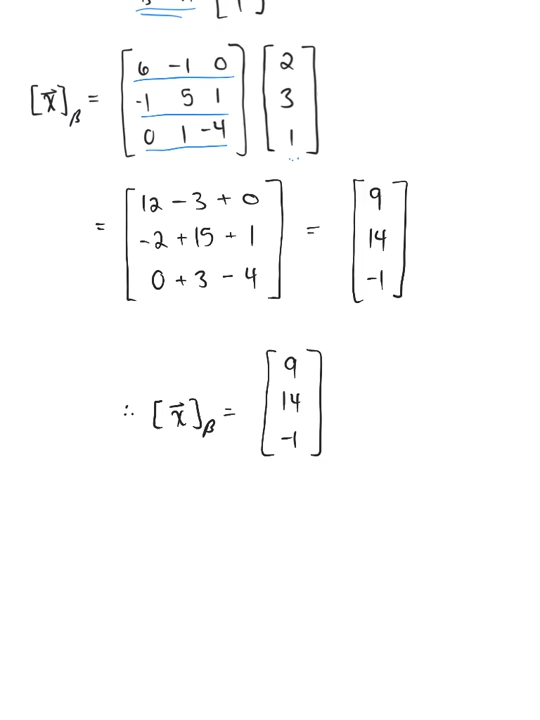 [x⃗]β = [6 -1 0] [2]
[-1 5 1] [3]
[0 1 -4] [1]
= [12 - 3 + 0] = [9]
[-2 + 15 + 1] [14]
[0 + 3 - 4] [-1]
∴ [x⃗]β = [9]
[14]
[-1]